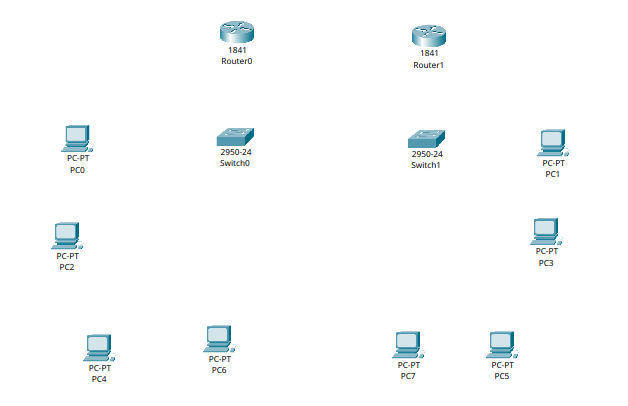 1841
Router0
1841
Router1
PC-PT
PC0
2950-24
Switch0
2950-24
Switch1
PC-PT
PC1
PC-PT
PC2
PC-PT
PC3
PC-PT
PC4
PC-PT
PC6
PC-PT
PC7
PC-PT
PC5